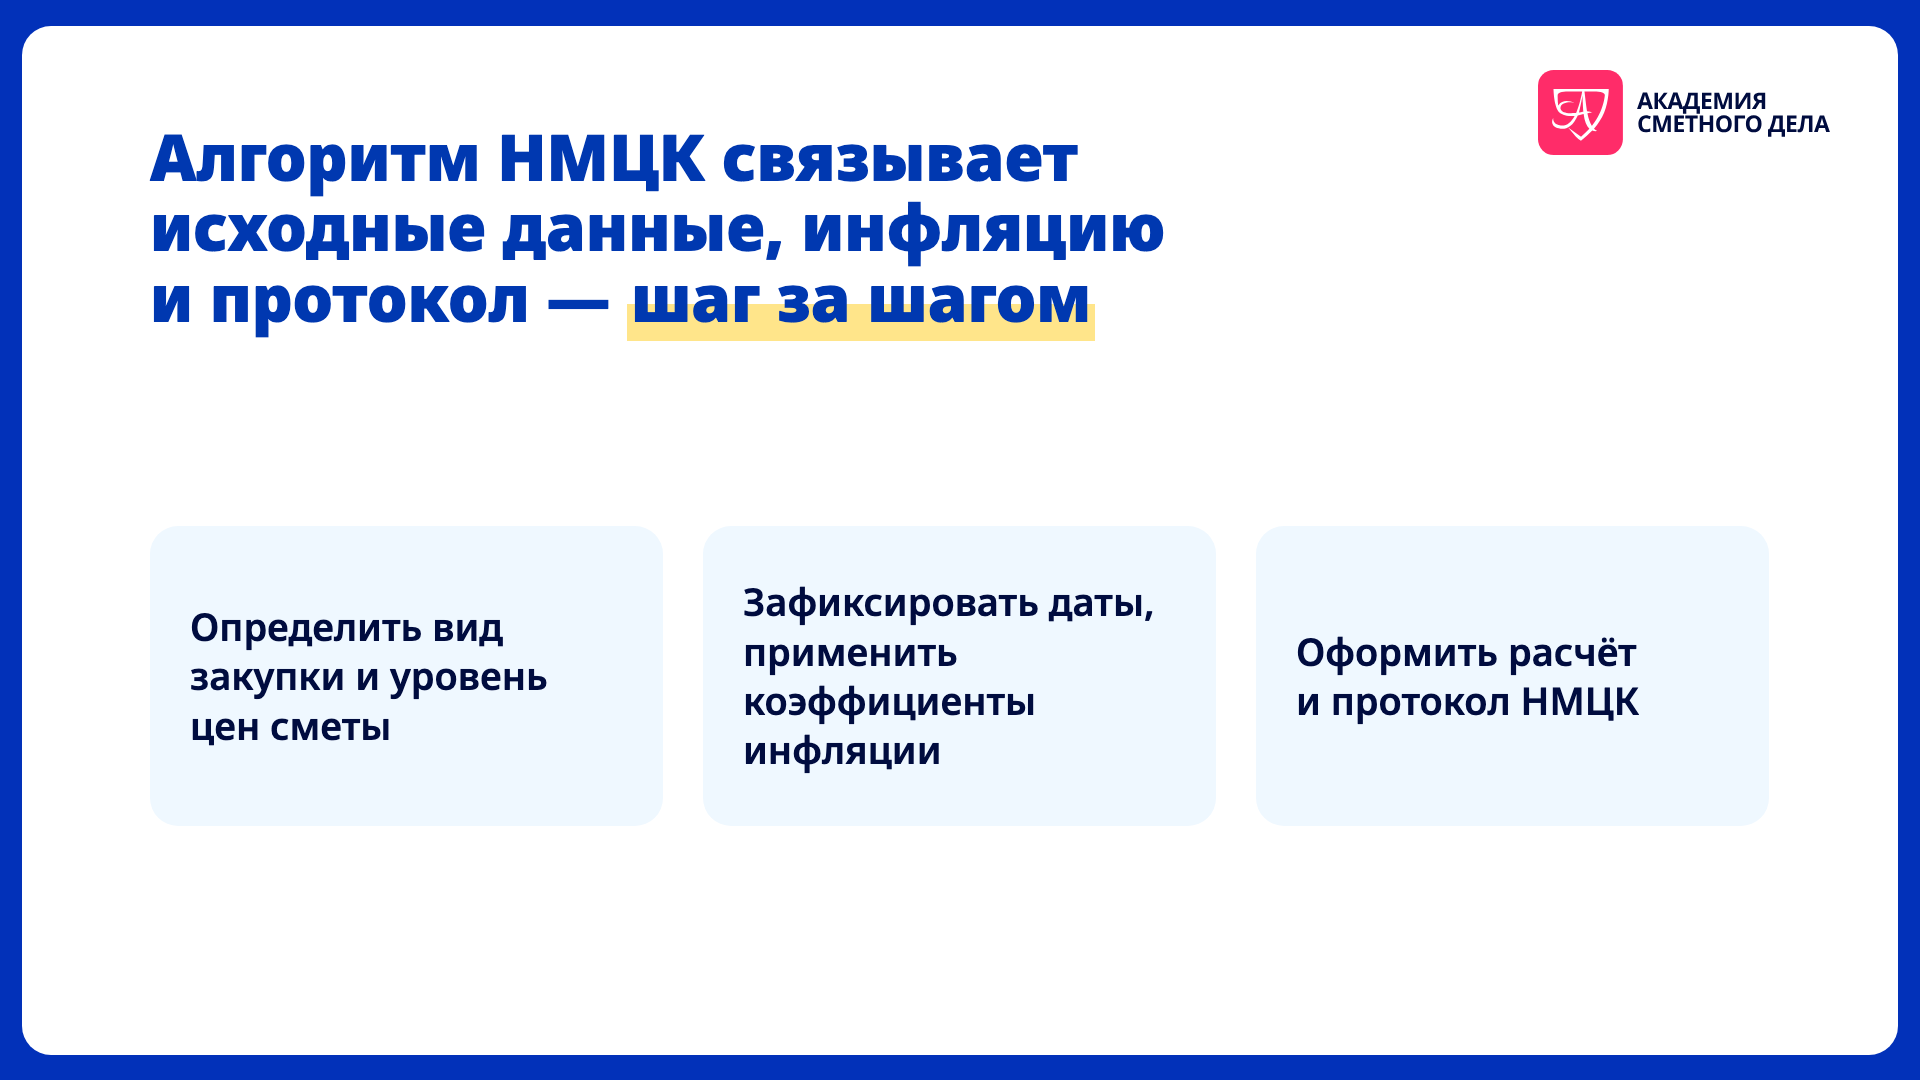 АКАДЕМИЯ
СМЕТНОГО ДЕЛА
Алгоритм НМЦК связывает
исходные данные, инфляцию
и протокол — шаг за шагом
Определить вид
закупки и уровень
цен сметы
Зафиксировать даты,
применить
коэффициенты
инфляции
Оформить расчёт
и протокол НМЦК